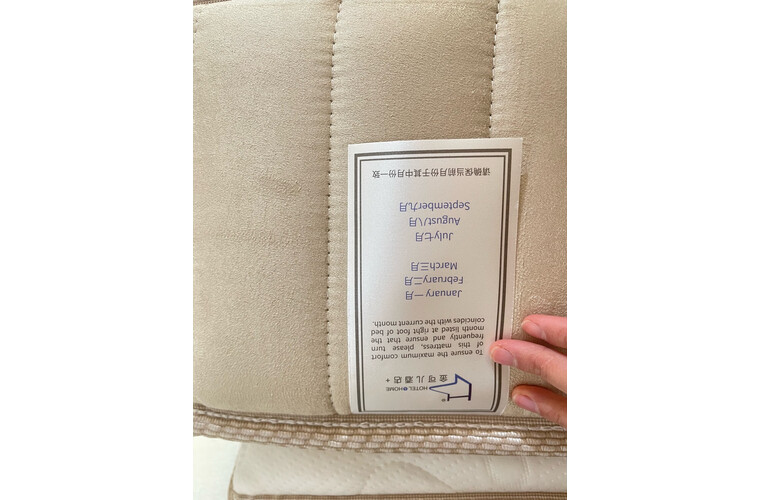 HOTEL@HOME
®
金可儿酒店+
To ensure the maximum comfort
of this mattress, please turn
frequently and ensure that the
month listed at right foot of bed
coincides with the current month.
January一月
February二月
March三月
July七月
August八月
September九月
请确保当前月份于其中月份一致